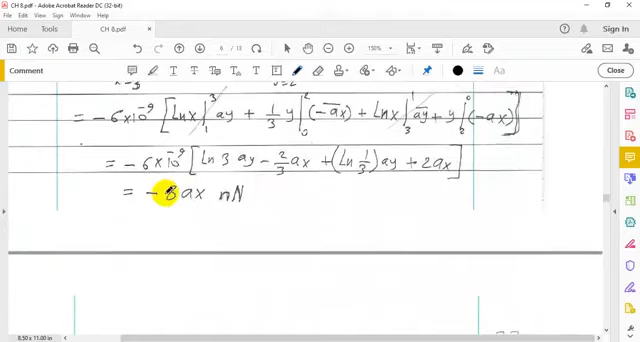 CH 8.pdf - Adobe Acrobat Reader DC (32-bit)
File Edit View Sign Window Help
Home Tools CH 8.pdf × Sign In
6 / 13 150%
Comment Close
= -6×10⁻⁹ [ Ln x |₁³ ay + 1/3 y |₀² (-ax) + Ln x |₃¹ ay + y |₂⁰ (-ax) ]
= -6×10⁻⁹ [ Ln 3 ay - 2/3 ax + (Ln 1/3) ay + 2ax ]
= -8 ax nN
8.50 x 11.00 in